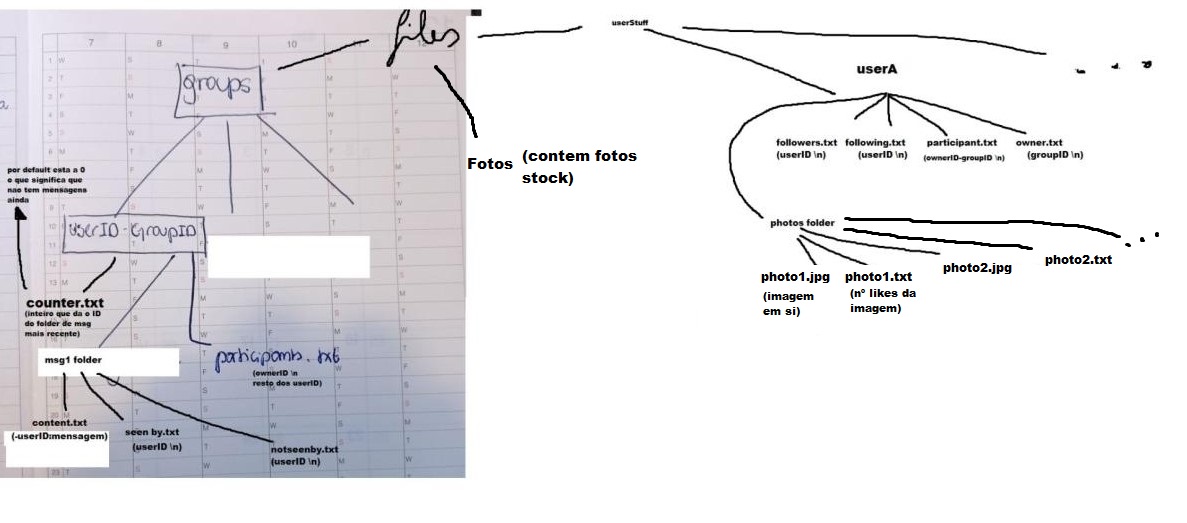 files
userStuff
7 8 9 10
groups
userA
followers.txt
(userID \n)
following.txt
(userID \n)
participant.txt
(ownerID-groupID \n)
owner.txt
(groupID \n)
Fotos (contem fotos
stock)
por default esta a 0
o que significa que
nao tem mensagens
ainda
userID-GroupID
photos folder
photo1.jpg
(imagem
em si)
photo1.txt
(nº likes da
imagem)
photo2.jpg
photo2.txt
counter.txt
(inteiro que da o ID
do folder de msg
mais recente)
msg1 folder
participants.txt
(ownerID \n
resto dos userID)
content.txt
(-userID:mensagem)
seen by.txt
(userID \n)
notseenby.txt
(userID \n)